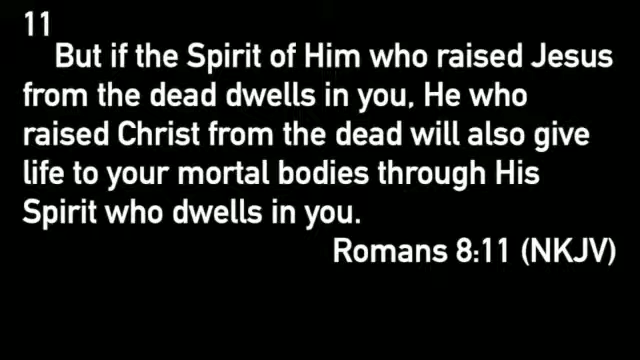 11
But if the Spirit of Him who raised Jesus
from the dead dwells in you, He who
raised Christ from the dead will also give
life to your mortal bodies through His
Spirit who dwells in you.
Romans 8:11 (NKJV)